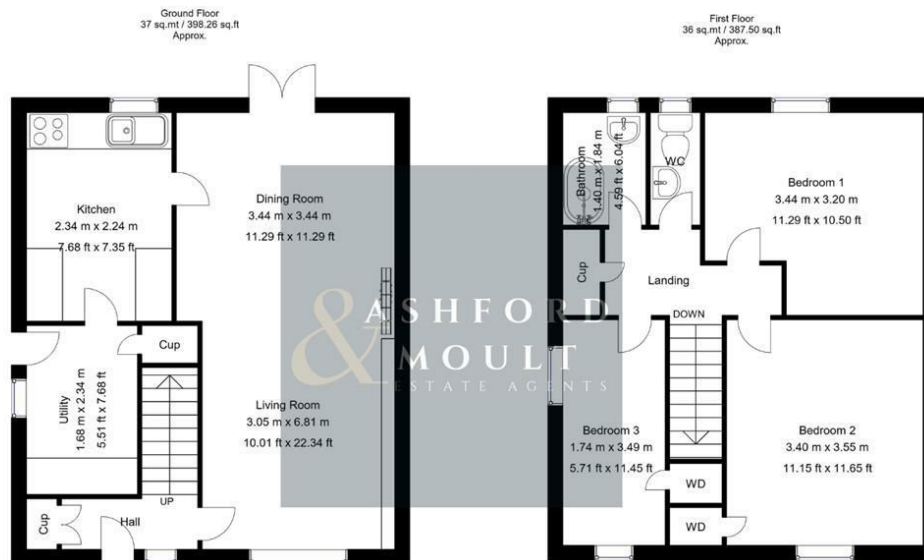 Ground Floor
37 sq.mt / 398.26 sq.ft
Approx.
Kitchen
2.34 m x 2.24 m
7.68 ft x 7.35 ft
Dining Room
3.44 m x 3.44 m
11.29 ft x 11.29 ft
Utility
1.68 m x 2.34 m
5.51 ft x 7.68 ft
Cup
Living Room
3.05 m x 6.81 m
10.01 ft x 22.34 ft
UP
Cup
Hall
First Floor
36 sq.mt / 387.50 sq.ft
Approx.
Bathroom
1.40 m x 1.84 m
4.59 ft x 6.04 ft
WC
Bedroom 1
3.44 m x 3.20 m
11.29 ft x 10.50 ft
Cup
Landing
DOWN
Bedroom 3
1.74 m x 3.49 m
5.71 ft x 11.45 ft
Bedroom 2
3.40 m x 3.55 m
11.15 ft x 11.65 ft
WD
WD
& ASHFORD
MOULT
ESTATE AGENTS